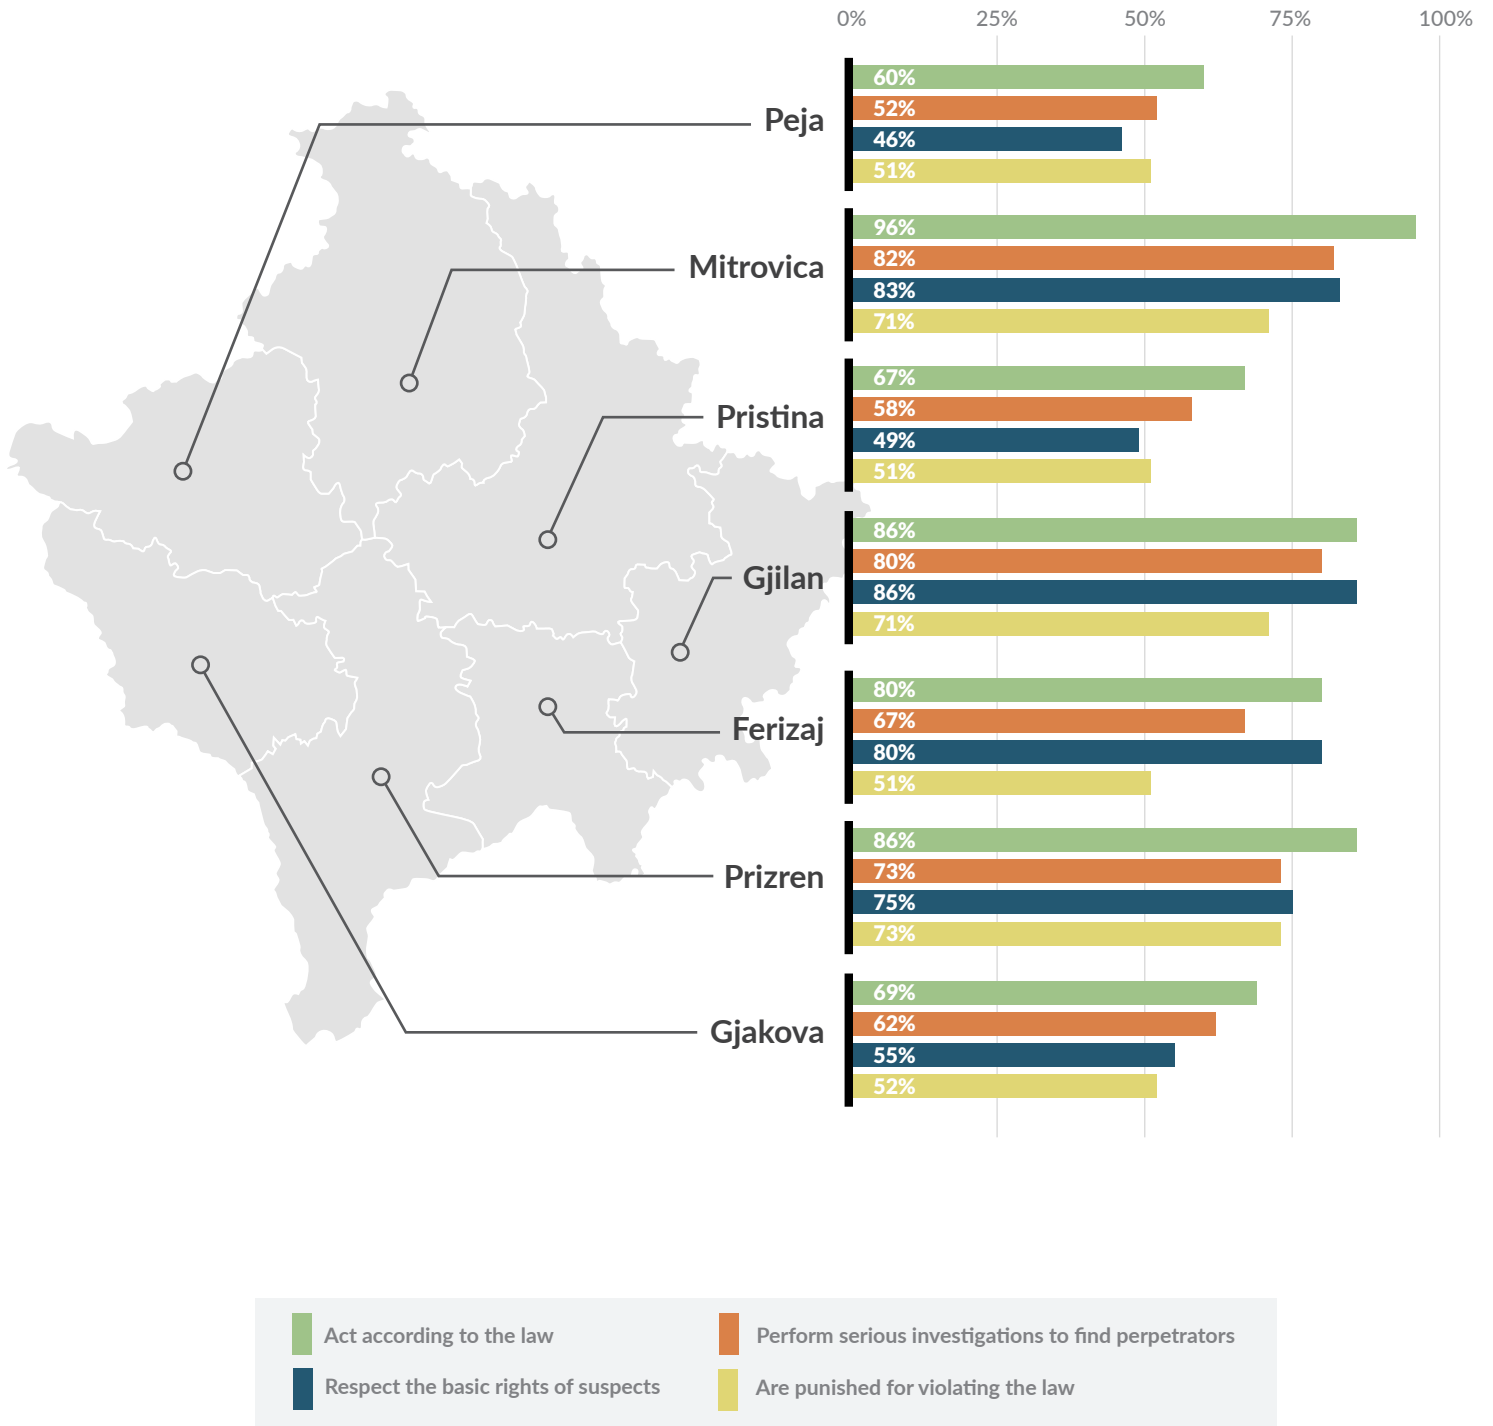 0% 25% 50% 75% 100%
Peja
60%
52%
46%
51%
Mitrovica
96%
82%
83%
71%
Pristina
67%
58%
49%
51%
Gjilan
86%
80%
86%
71%
Ferizaj
80%
67%
80%
51%
Prizren
86%
73%
75%
73%
Gjakova
69%
62%
55%
52%
Act according to the law
Perform serious investigations to find perpetrators
Respect the basic rights of suspects
Are punished for violating the law